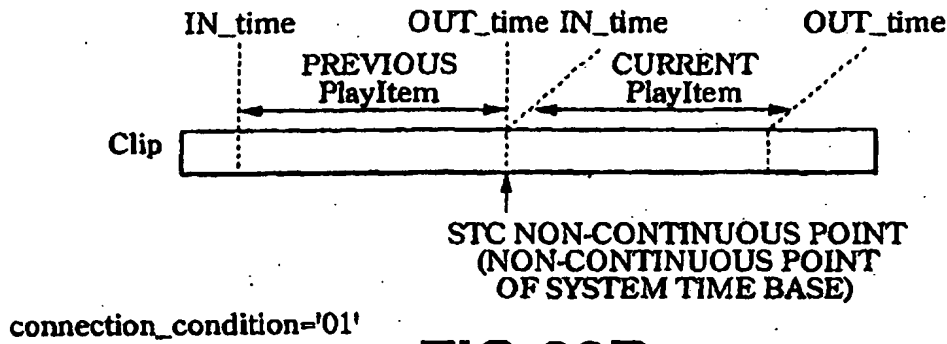 IN_time OUT_time IN_time OUT_time
PREVIOUS PlayItem
CURRENT PlayItem
Clip
STC NON-CONTINUOUS POINT
(NON-CONTINUOUS POINT
OF SYSTEM TIME BASE)
connection_condition='01'